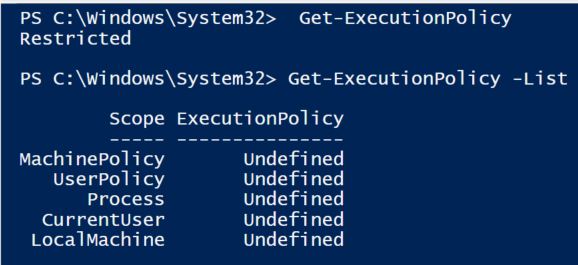 PS C:\Windows\System32>  Get-ExecutionPolicy
Restricted
PS C:\Windows\System32> Get-ExecutionPolicy -List
        Scope ExecutionPolicy
        ----- ---------------
MachinePolicy       Undefined
   UserPolicy       Undefined
      Process       Undefined
  CurrentUser       Undefined
 LocalMachine       Undefined